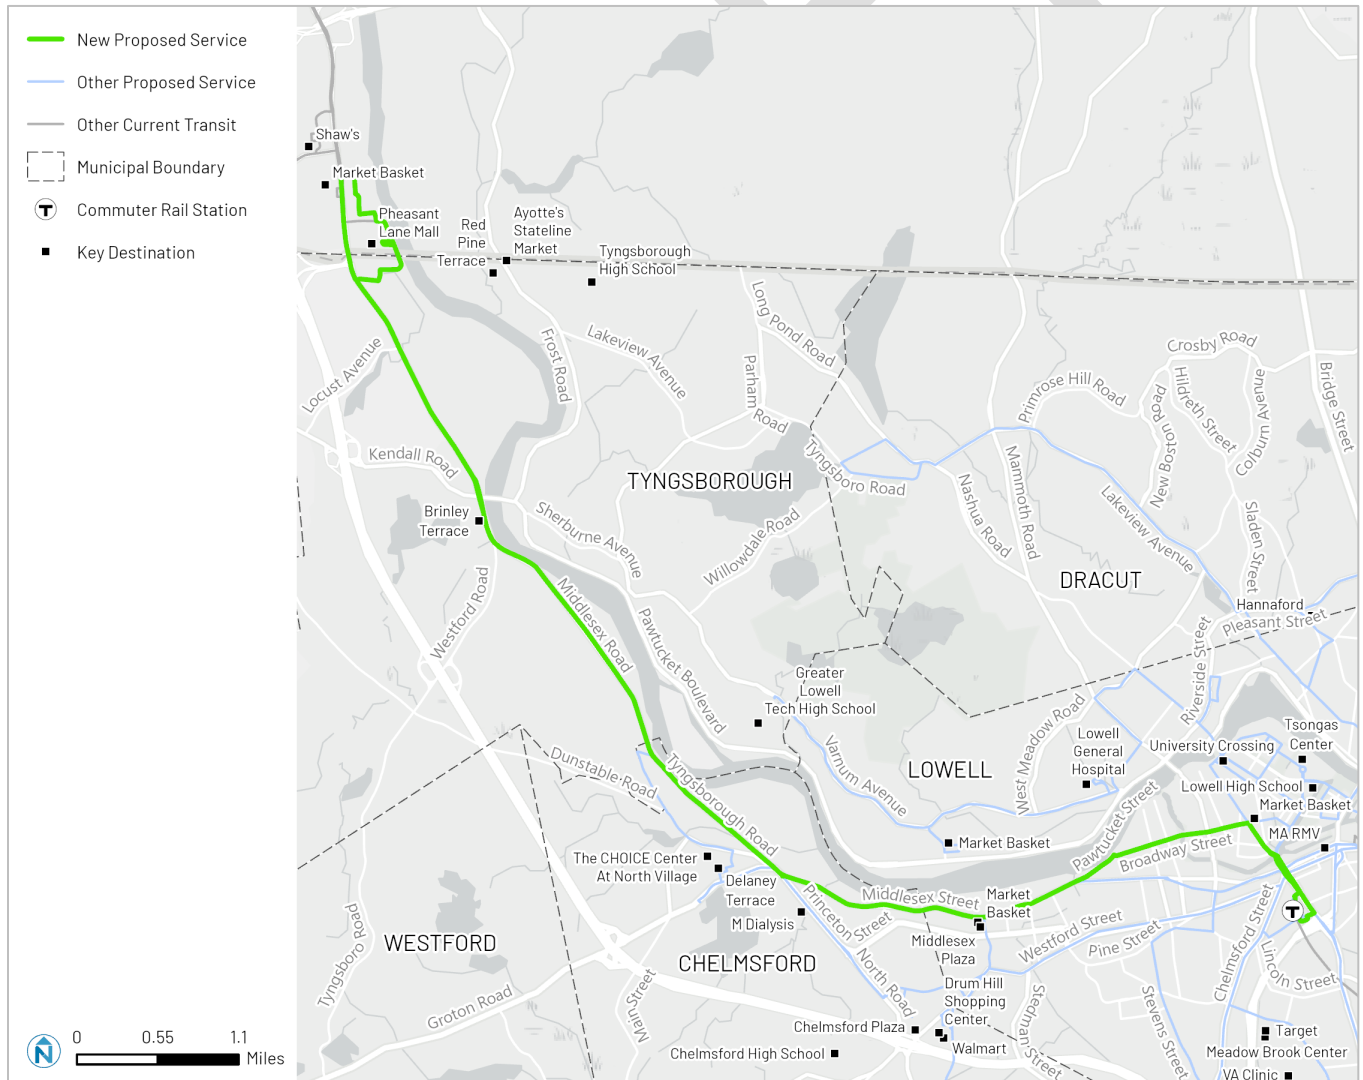 New Proposed Service
Other Proposed Service
Other Current Transit
Municipal Boundary
Commuter Rail Station
T
Key Destination
Shaw's
Market Basket
Pheasant
Lane Mall
Red
Pine
Terrace
Ayotte's
Stateline
Market
Tyngsborough
High School
Long Pond Road
Lakeview Avenue
Frost Road
Parham
Road
Locust Avenue
Kendall Road
Crosby Road
Primrose Hill Road
Hildreth Street
New Boston Road
Colburn Avenue
Bridge Street
TYNGSBOROUGH
Tyngsboro Road
Nashua Road
Mammoth Road
Lakeview Avenue
Sladen Street
Brinley
Terrace
Sherburne Avenue
Willowdale Road
DRACUT
Hannaford
Pleasant Street
Westford Road
Middlesex Road
Pawtucket Boulevard
Riverside Street
Greater
Lowell
Tech High School
West Meadow Road
Lowell
General
Hospital
University Crossing
Tsongas
Center
Dunstable Road
Tyngsborough Road
Varnum Avenue
LOWELL
Lowell High School
Market Basket
MA RMV
Pawtucket Street
Broadway Street
Market Basket
The CHOICE Center
At North Village
Delaney
Terrace
M Dialysis
Princeton Street
Middlesex Street
Market
Basket
T
Middlesex
Plaza
Westford Street
Pine Street
Chelmsford Street
Lincoln Street
Tyngsboro Road
WESTFORD
CHELMSFORD
North Road
Drum Hill
Shopping
Center
Stedman Street
Stevens Street
Groton Road
Main Street
Chelmsford Plaza
Walmart
Chelmsford High School
Target
Meadow Brook Center
VA Clinic
N
0 0.55 1.1
Miles